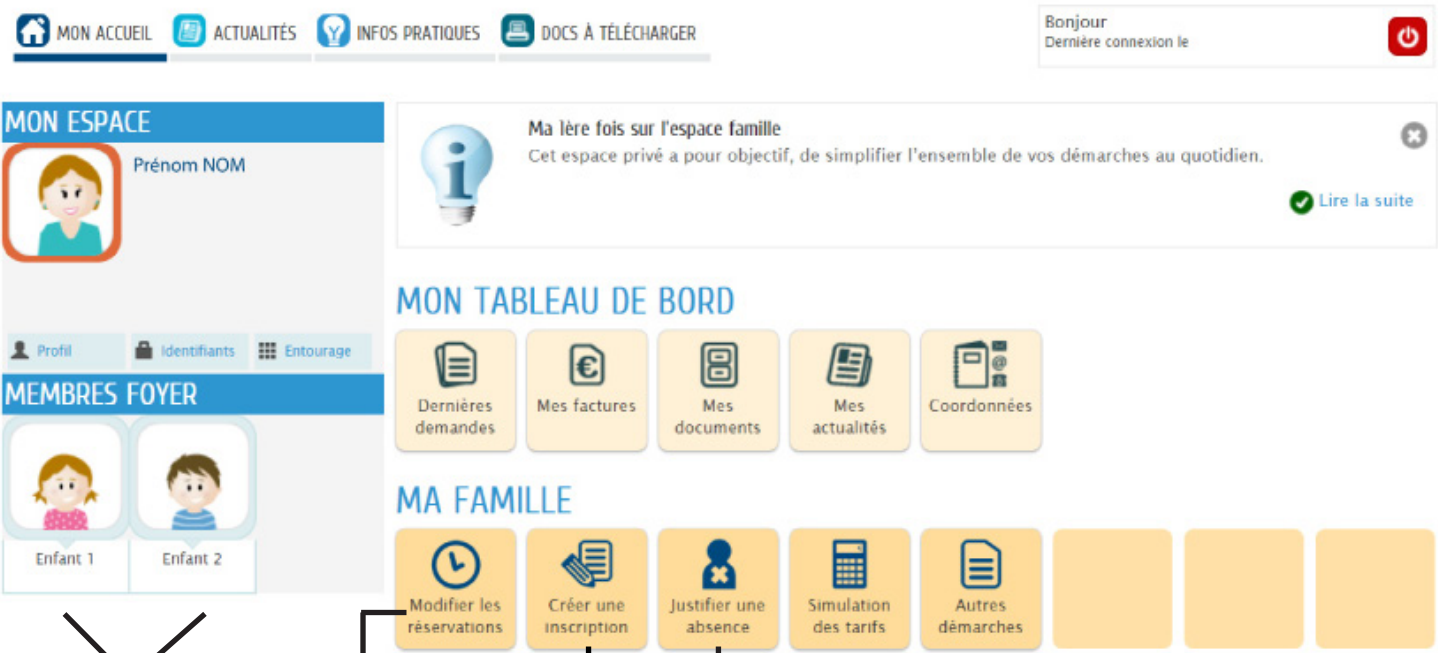 MON ACCUEIL ACTUALITÉS INFOS PRATIQUES DOCS À TÉLÉCHARGER
Bonjour
Dernière connexion le
MON ESPACE
Prénom NOM
Profil Identifiants Entourage
MEMBRES FOYER
Enfant 1 Enfant 2
Ma 1ère fois sur l'espace famille
Cet espace privé a pour objectif, de simplifier l'ensemble de vos démarches au quotidien.
Lire la suite
MON TABLEAU DE BORD
Dernières
demandes
Mes factures
Mes
documents
Mes
actualités
Coordonnées
MA FAMILLE
Modifier les
réservations
Créer une
inscription
Justifier une
absence
Simulation
des tarifs
Autres
démarches